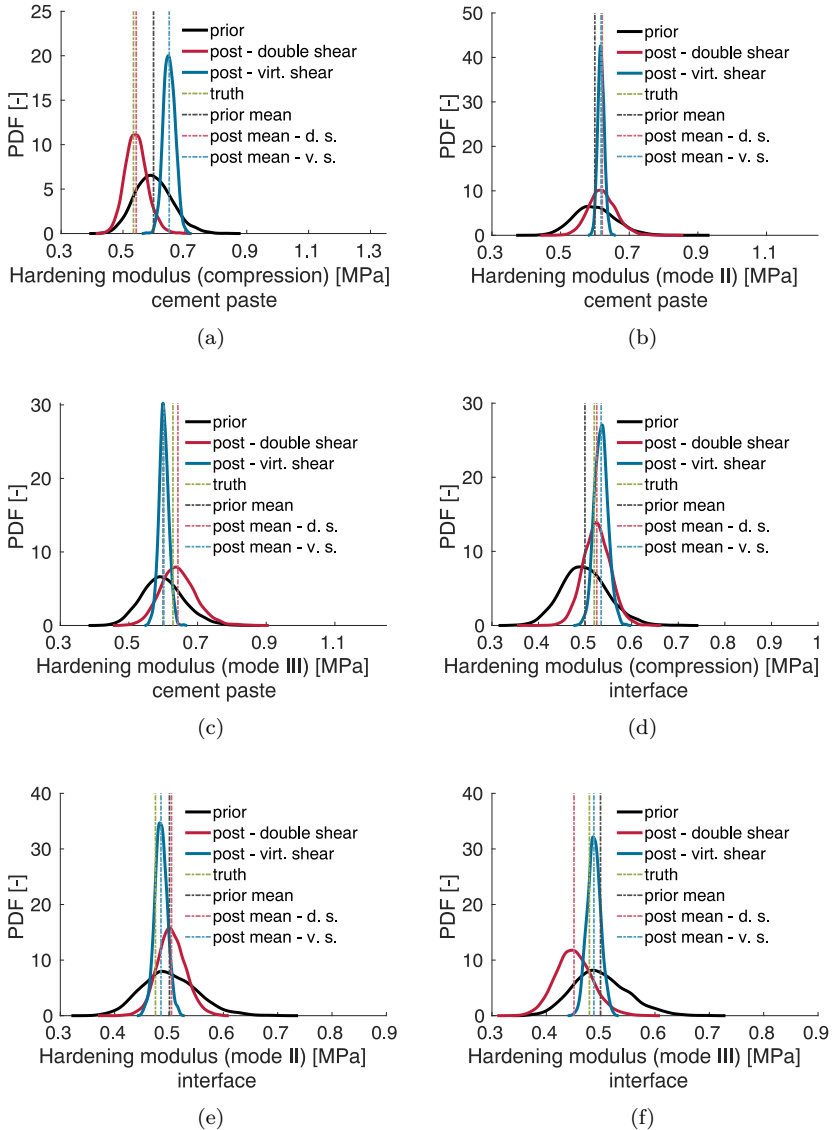 25
20
15
10
5
0
PDF [-]
prior
post - double shear
post - virt. shear
truth
prior mean
post mean - d. s.
post mean - v. s.
0.3 0.5 0.7 0.9 1.1 1.3
Hardening modulus (compression) [MPa]
cement paste
(a)
50
40
30
20
10
0
PDF [-]
prior
post - double shear
post - virt. shear
truth
prior mean
post mean - d. s.
post mean - v. s.
0.3 0.5 0.7 0.9 1.1
Hardening modulus (mode II) [MPa]
cement paste
(b)
30
20
10
0
PDF [-]
prior
post - double shear
post - virt. shear
truth
prior mean
post mean - d. s.
post mean - v. s.
0.3 0.5 0.7 0.9 1.1
Hardening modulus (mode III) [MPa]
cement paste
(c)
30
20
10
0
PDF [-]
prior
post - double shear
post - virt. shear
truth
prior mean
post mean - d. s.
post mean - v. s.
0.3 0.4 0.5 0.6 0.7 0.8 0.9 1
Hardening modulus (compression) [MPa]
interface
(d)
40
30
20
10
0
PDF [-]
prior
post - double shear
post - virt. shear
truth
prior mean
post mean - d. s.
post mean - v. s.
0.3 0.4 0.5 0.6 0.7 0.8 0.9
Hardening modulus (mode II) [MPa]
interface
(e)
40
30
20
10
0
PDF [-]
prior
post - double shear
post - virt. shear
truth
prior mean
post mean - d. s.
post mean - v. s.
0.3 0.4 0.5 0.6 0.7 0.8 0.9
Hardening modulus (mode III) [MPa]
interface
(f)